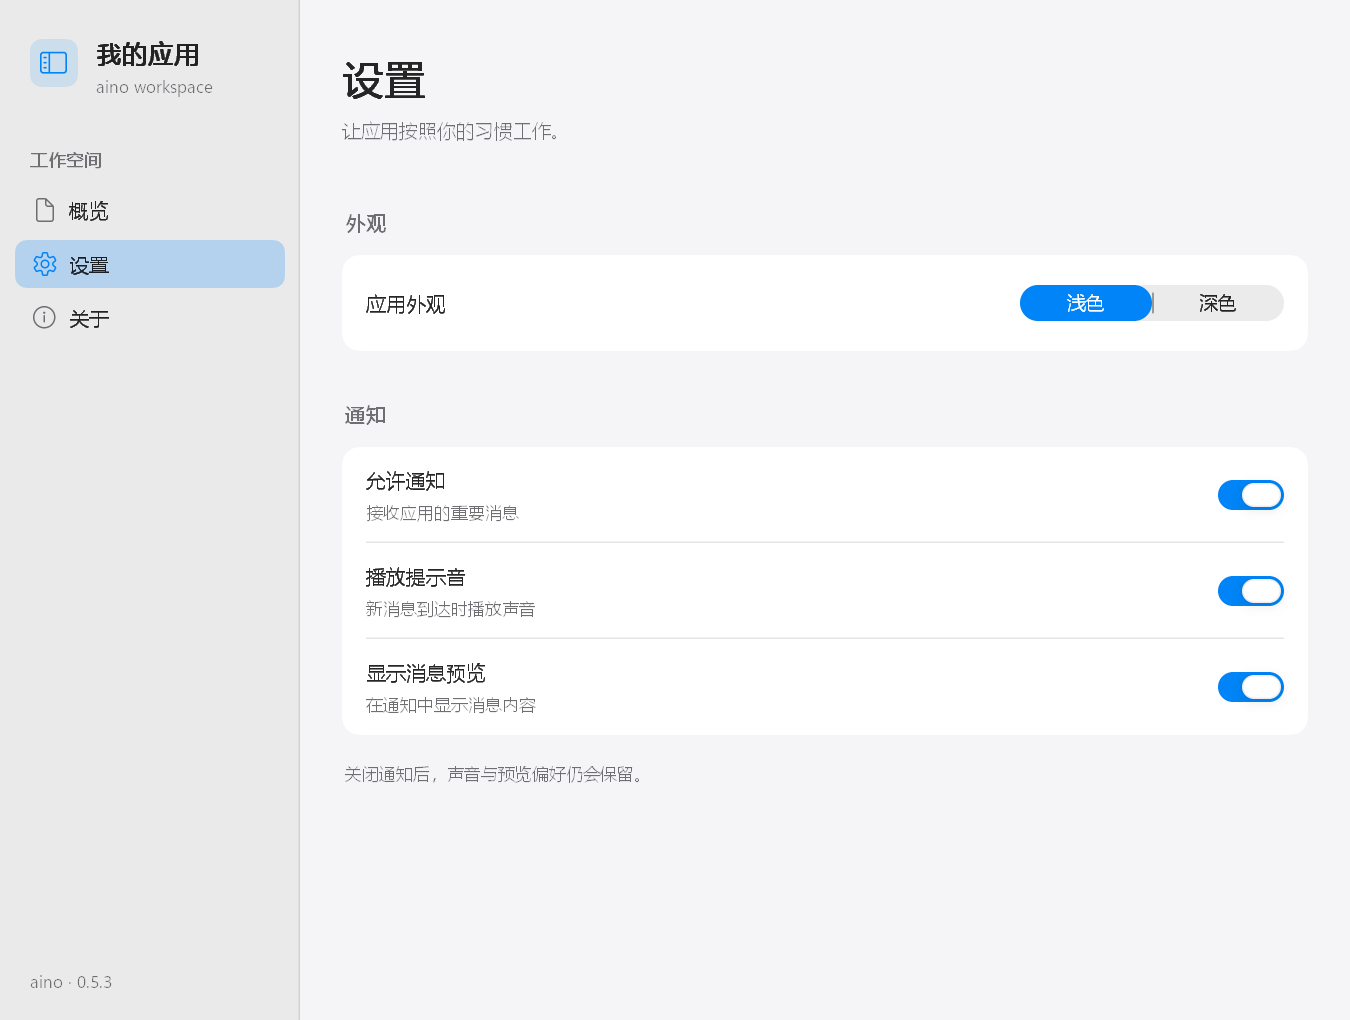 我的应用
aino workspace
工作空间
概览
设置
关于
aino · 0.5.3
设置
让应用按照你的习惯工作。
外观
应用外观
浅色
深色
通知
允许通知
接收应用的重要消息
播放提示音
新消息到达时播放声音
显示消息预览
在通知中显示消息内容
关闭通知后，声音与预览偏好仍会保留。